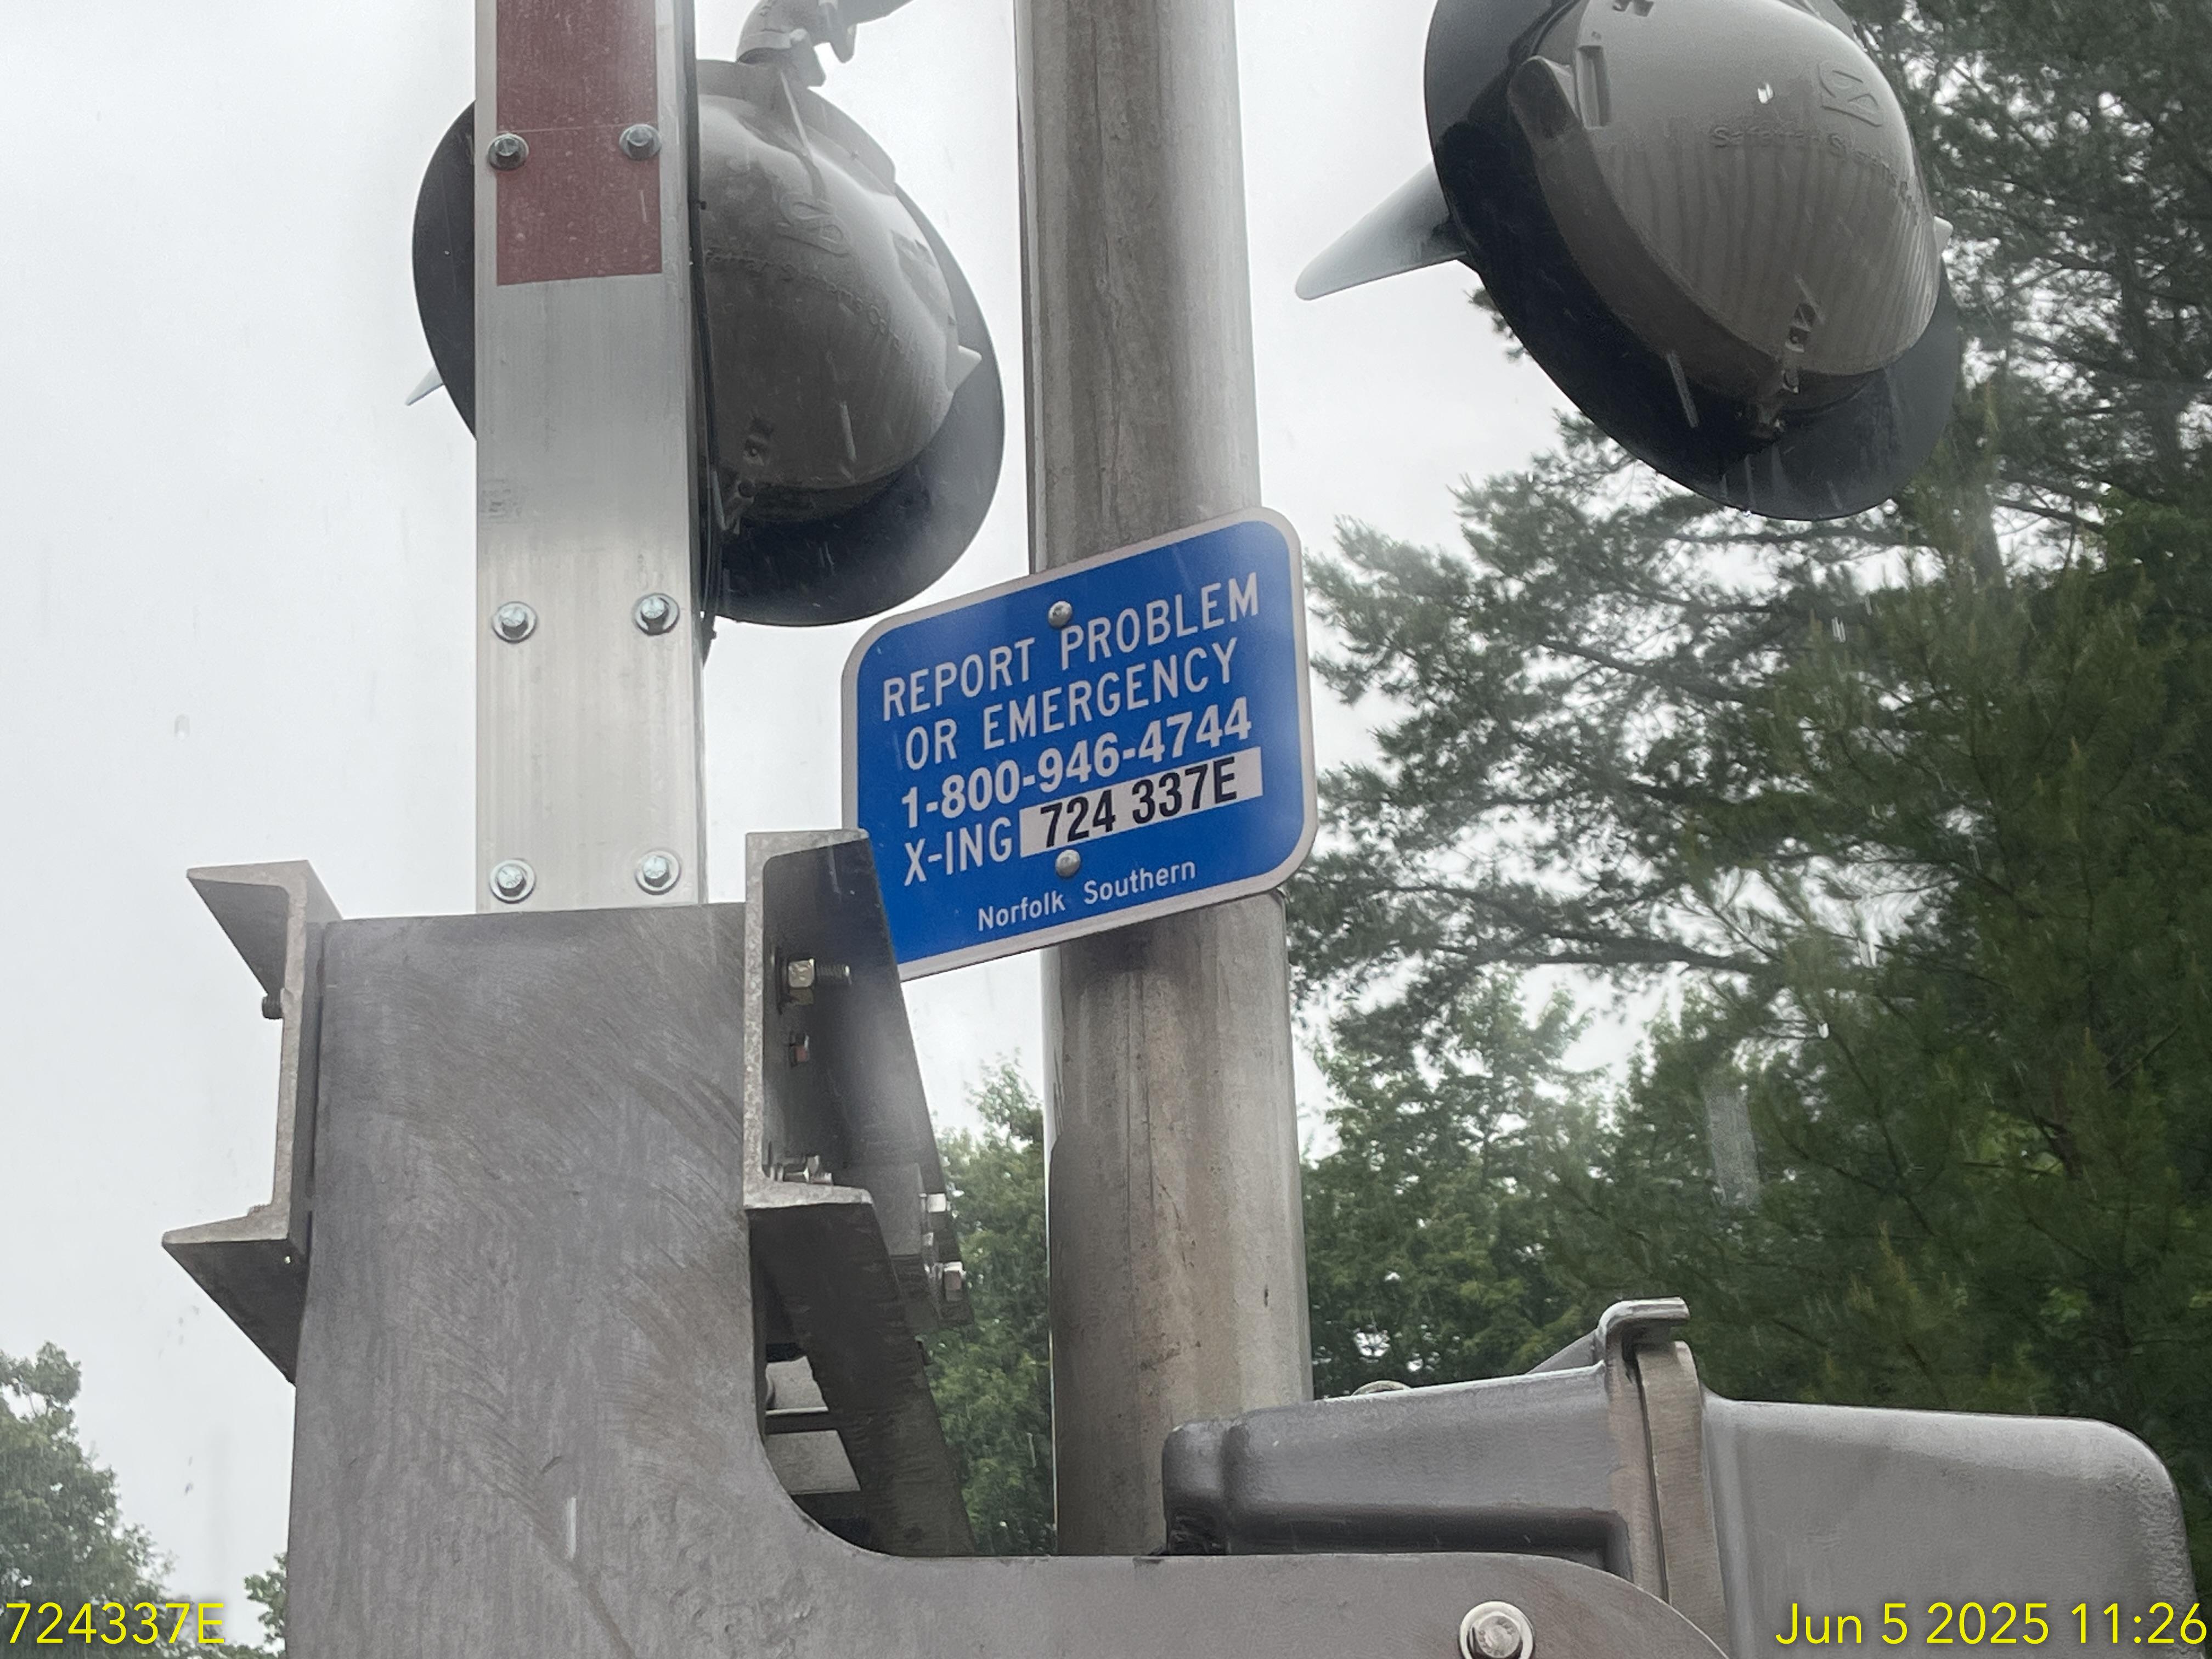 REPORT PROBLEM
OR EMERGENCY
1-800-946-4744
X-ING 724 337E
Norfolk Southern
724337E
Jun 5 2025 11:26